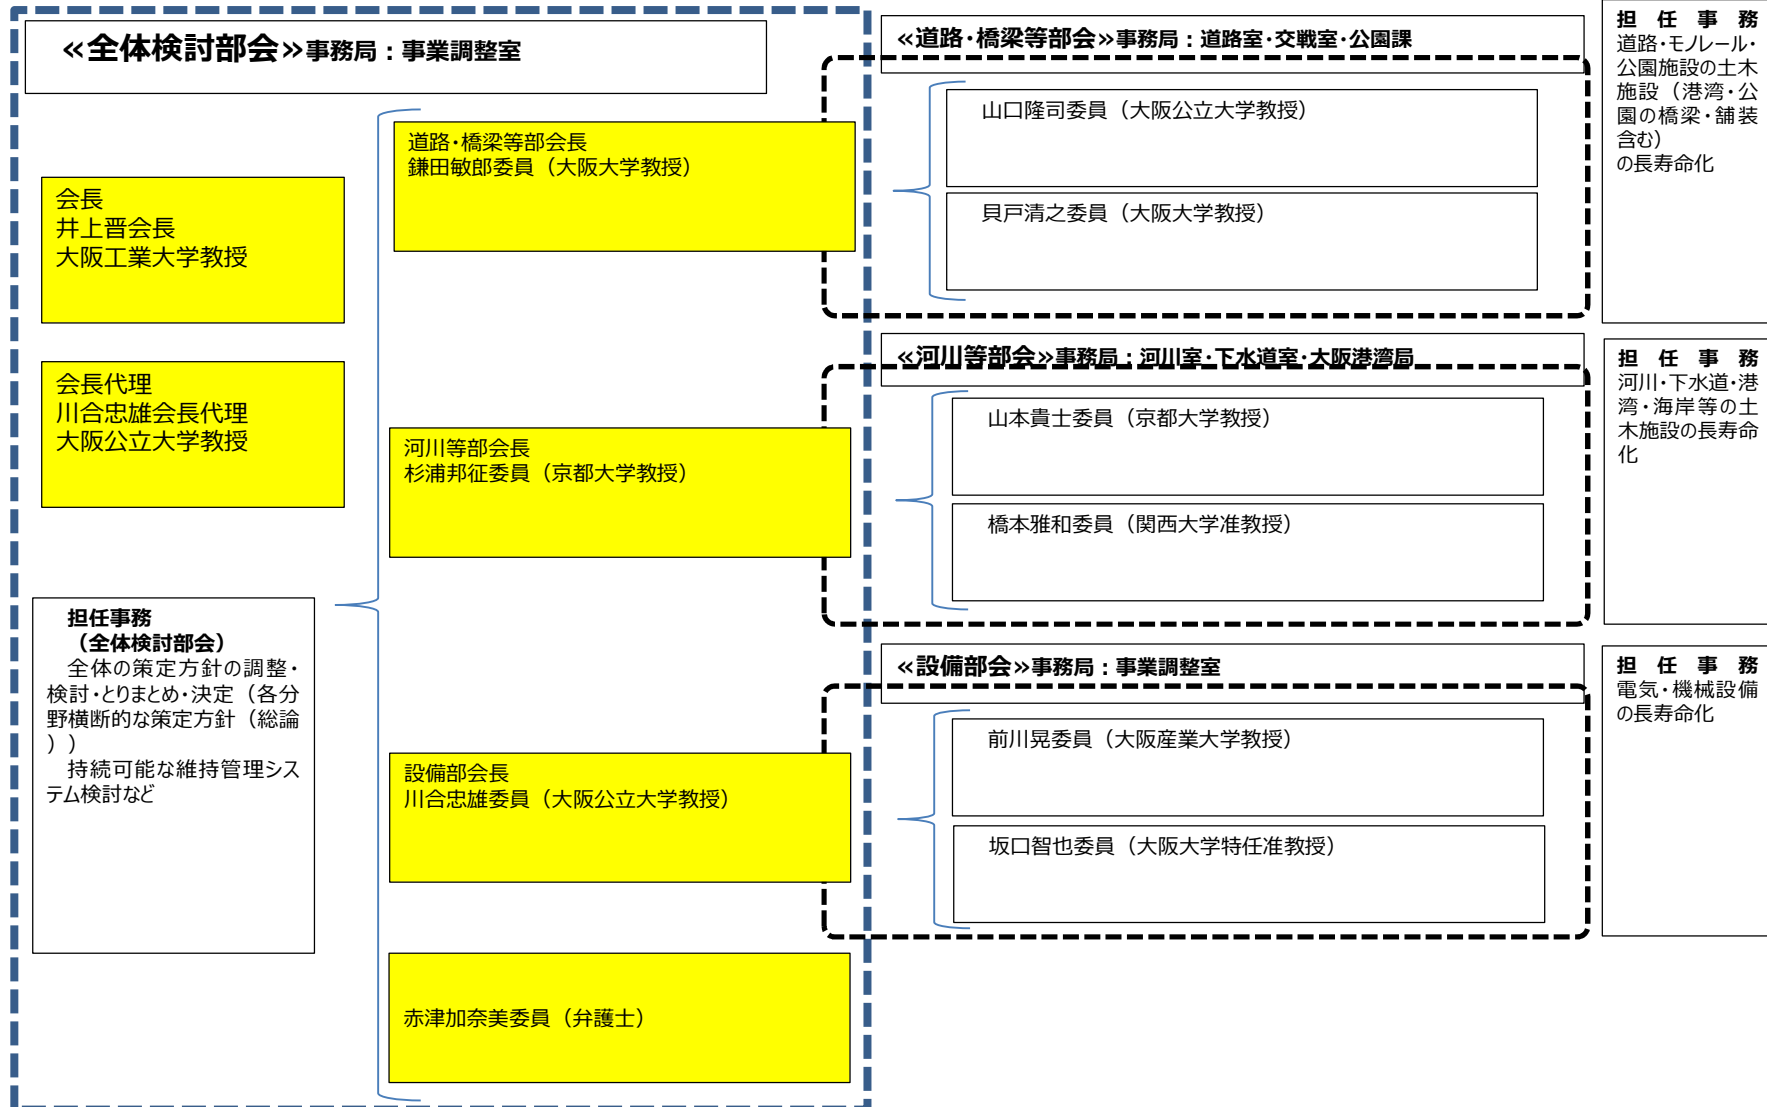 ≪全体検討部会≫事務局：事業調整室
会長
井上晋会長
大阪工業大学教授
会長代理
川合忠雄会長代理
大阪公立大学教授
担任事務
（全体検討部会）
全体の策定方針の調整・
検討・とりまとめ・決定（各分
野横断的な策定方針（総論
））
持続可能な維持管理シス
テム検討など
道路・橋梁等部会長
鎌田敏郎委員（大阪大学教授）
河川等部会長
杉浦邦征委員（京都大学教授）
設備部会長
川合忠雄委員（大阪公立大学教授）
赤津加奈美委員（弁護士）
≪道路・橋梁等部会≫事務局：道路室・交戦室・公園課
山口隆司委員（大阪公立大学教授）
貝戸清之委員（大阪大学教授）
担任事務
道路・モノレール・
公園施設の土木
施設（港湾・公
園の橋梁・舗装
含む）
の長寿命化
≪河川等部会≫事務局：河川室・下水道室・大阪港湾局
山本貴士委員（京都大学教授）
橋本雅和委員（関西大学准教授）
担任事務
河川・下水道・港
湾・海岸等の土
木施設の長寿命
化
≪設備部会≫事務局：事業調整室
前川晃委員（大阪産業大学教授）
坂口智也委員（大阪大学特任准教授）
担任事務
電気・機械設備
の長寿命化